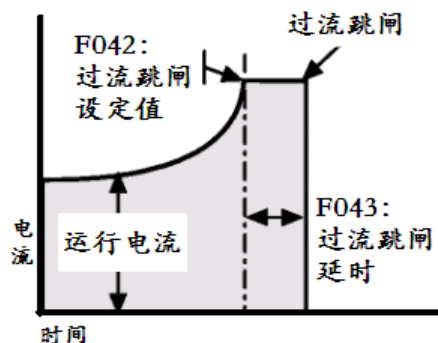 F042:
过流跳闸
设定值
过流跳闸
电
流
运行电流
F043:
过流跳闸
延时
时间